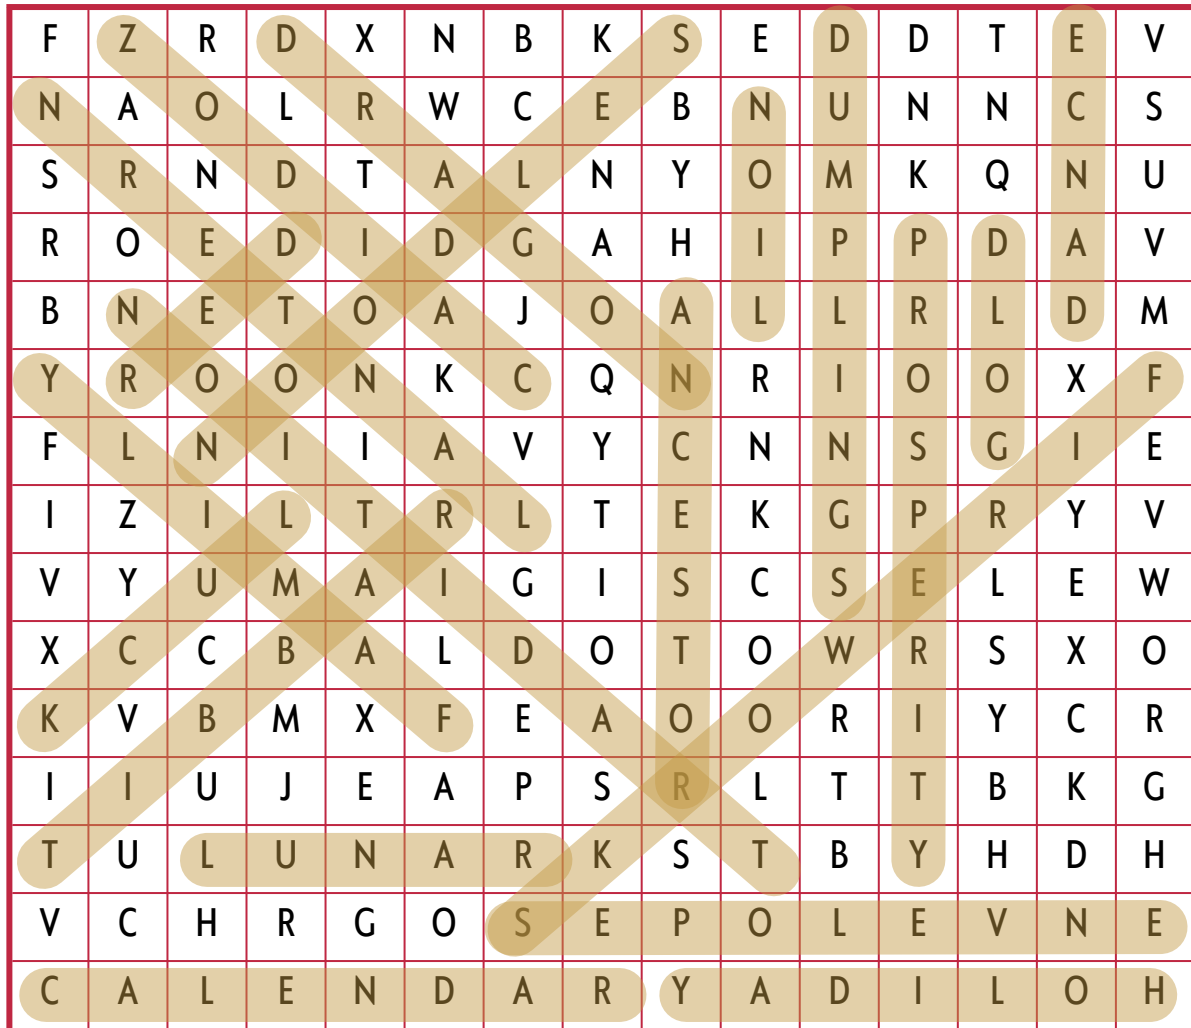 F Z R D X N B K S E D D T E V
N A O L R W C E B N U N N C S
S R N D T A L N Y O M K Q N U
R O E D I D G A H I P P D A V
B N E T O A J O A L L R L D M
Y R O O N K C Q N R I O O X F
F L N I I A V Y C N N S G I E
I Z I L T R L T E K G P R Y V
V Y U M A I G I S C S E L E W
X C C B A L D O T O W R S X O
K V B M X F E A O O R I Y C R
I I U J E A P S R L T T B K G
T U L U N A R K S T B Y H D H
V C H R G O S E P O L E V N E
C A L E N D A R Y A D I L O H